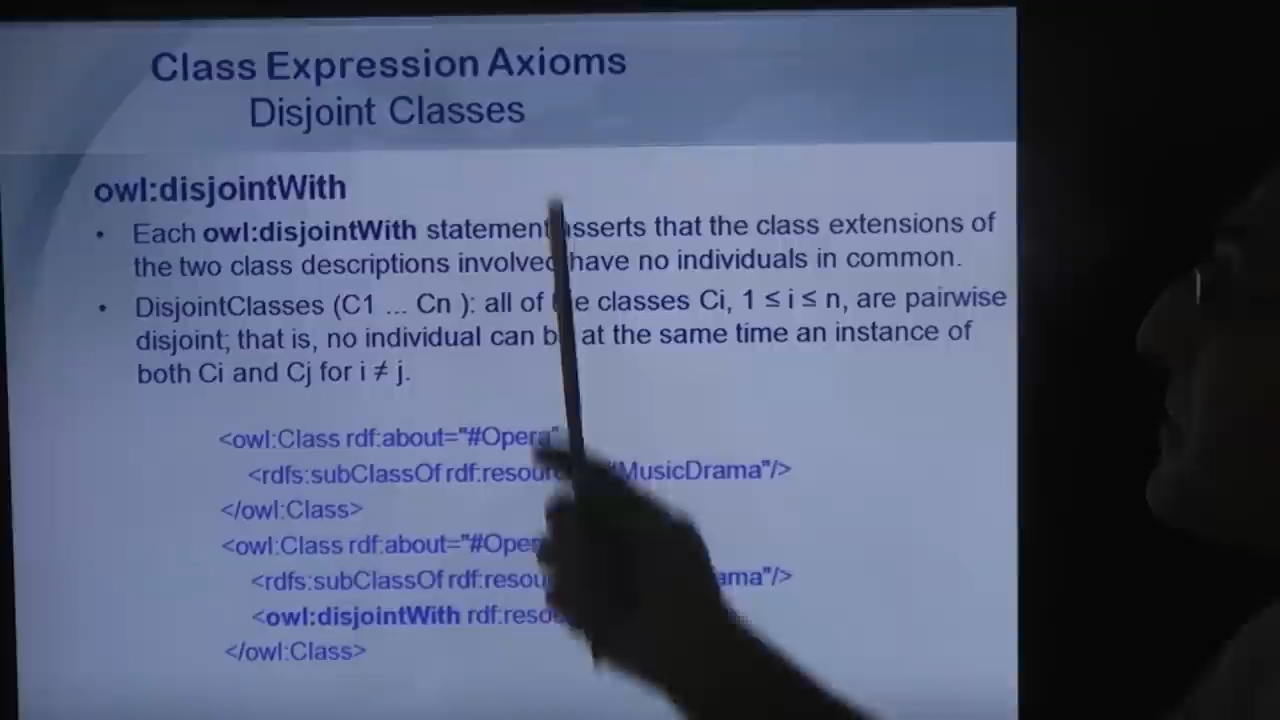 Class Expression Axioms
Disjoint Classes
owl:disjointWith
• Each owl:disjointWith statement asserts that the class extensions of
the two class descriptions involved have no individuals in common.
• DisjointClasses (C1 ... Cn ): all of the classes Ci, 1 ≤ i ≤ n, are pairwise
disjoint; that is, no individual can be at the same time an instance of
both Ci and Cj for i ≠ j.
<owl:Class rdf:about="#Opera"
<rdfs:subClassOf rdf:resource MusicDrama"/>
</owl:Class>
<owl:Class rdf:about="#Oper
<rdfs:subClassOf rdf:resou ama"/>
<owl:disjointWith rdf:reso
</owl:Class>